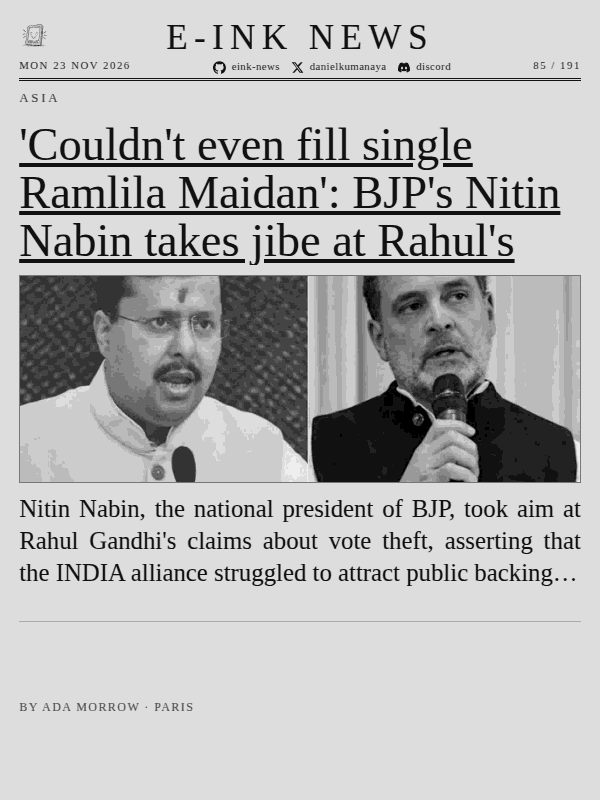 E-INK NEWS
MON 23 NOV 2026
eink-news danielkumanaya discord
85 / 191
ASIA
'Couldn't even fill single
Ramlila Maidan': BJP's Nitin
Nabin takes jibe at Rahul's
Nitin Nabin, the national president of BJP, took aim at
Rahul Gandhi's claims about vote theft, asserting that
the INDIA alliance struggled to attract public backing…
BY ADA MORROW · PARIS